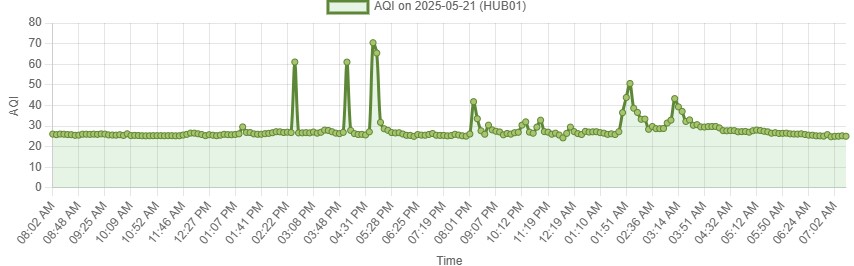 AQI on 2025-05-21 (HUB01)
80
70
60
50
40
30
20
10
0
AQI
08:02 AM
08:48 AM
09:25 AM
10:09 AM
10:52 AM
11:46 AM
12:27 PM
01:07 PM
01:41 PM
02:22 PM
03:08 PM
03:48 PM
04:31 PM
05:28 PM
06:25 PM
07:19 PM
08:01 PM
09:07 PM
10:12 PM
11:19 AM
12:19 AM
01:10 AM
01:51 AM
02:36 AM
03:14 AM
03:51 AM
04:32 AM
05:12 AM
05:50 AM
06:24 AM
07:02 AM
Time